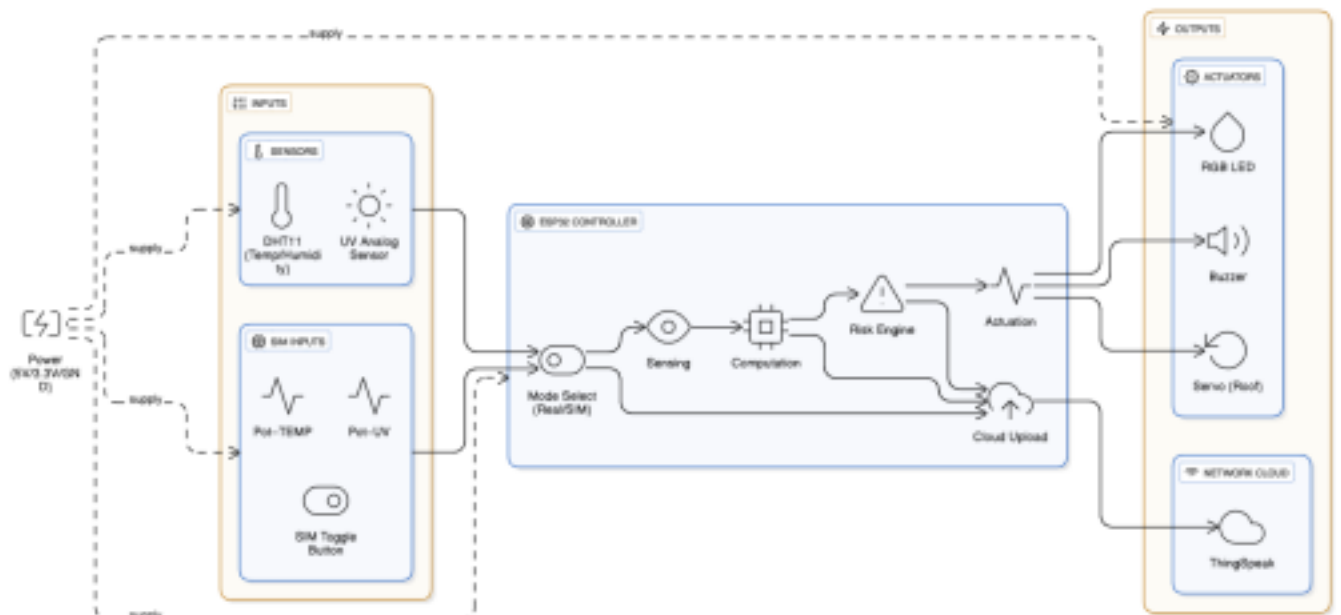 supply
OUTPUTS
ACTUATORS
RGB LED
Buzzer
Servo (Roof)
INPUTS
SENSORS
DHT11
(Temp/Humidi
ty)
UV Analog
Sensor
supply
Power
(5V/3.3V/GN
D)
supply
SIM INPUTS
Pot-TEMP
Pot-UV
SIM Toggle
Button
supply
ESP32 CONTROLLER
Mode Select
(Real/SIM)
Sensing
Computation
Risk Engine
Actuation
Cloud Upload
NETWORK CLOUD
ThingSpeak